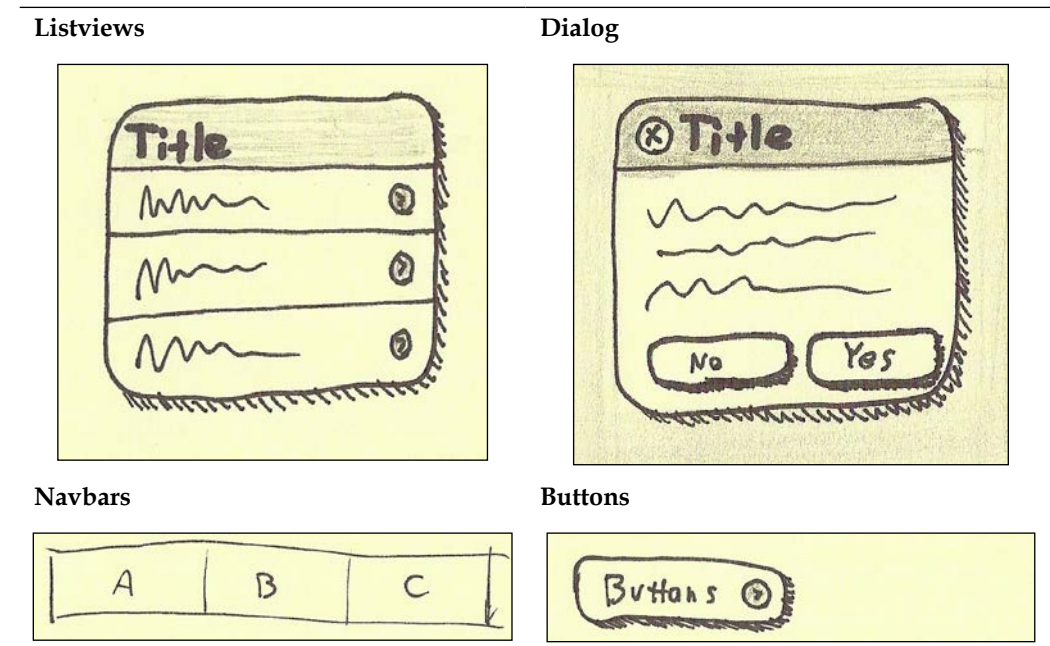 Listviews
Dialog
Title
Title
No
Yes
Navbars
Buttons
A
B
C
Buttons